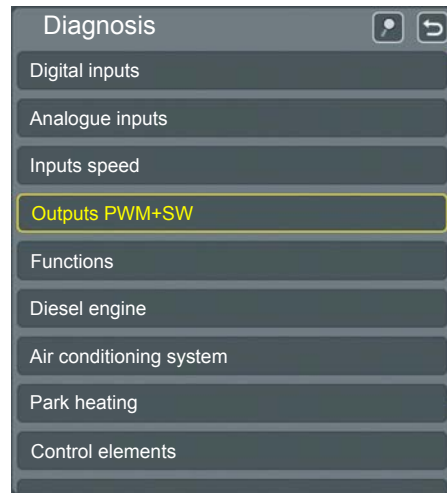 Diagnosis
Digital inputs
Analogue inputs
Inputs speed
Outputs PWM+SW
Functions
Diesel engine
Air conditioning system
Park heating
Control elements